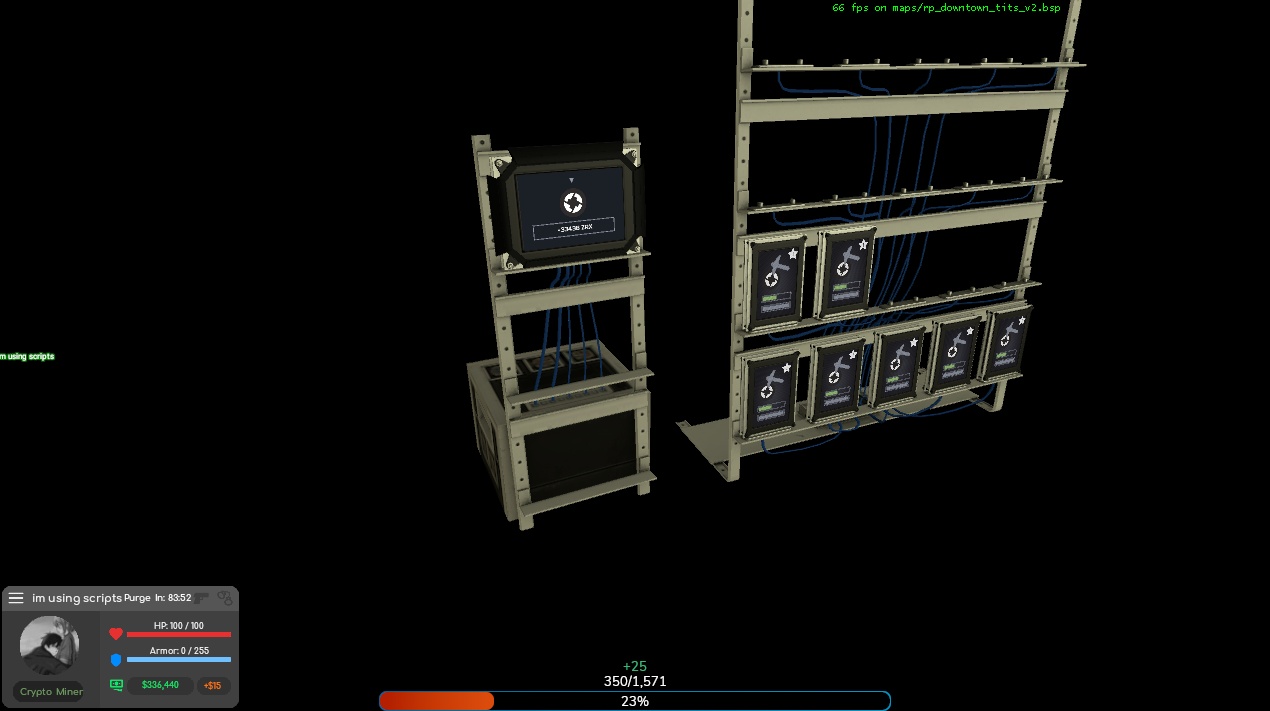 66 fps on maps/rp_downtown_tits_v2.bsp
m using scripts
im using scripts Purge In: 83:52
HP: 100 / 100
Armor: 0 / 255
Crypto Miner
$336,440
+$15
+25
350/1,571
23%